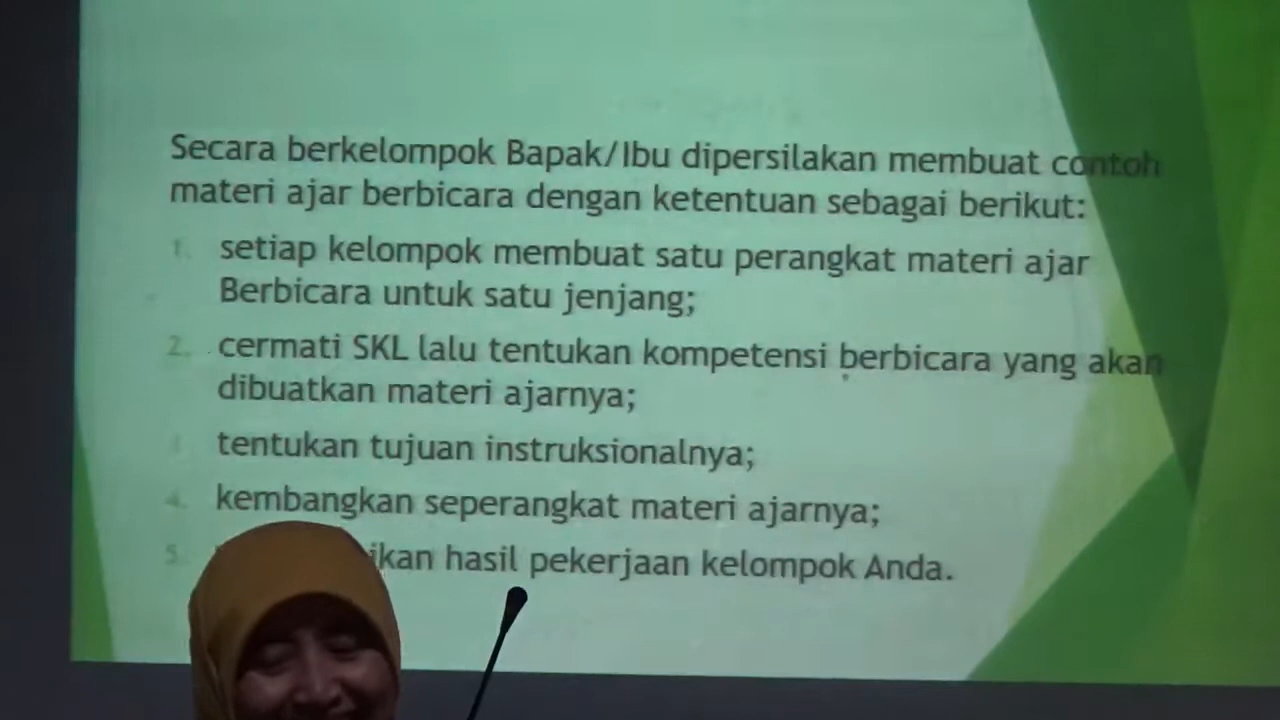 Secara berkelompok Bapak/Ibu dipersilakan membuat contoh
materi ajar berbicara dengan ketentuan sebagai berikut:
1. setiap kelompok membuat satu perangkat materi ajar
Berbicara untuk satu jenjang;
2. cermati SKL lalu tentukan kompetensi berbicara yang akan
dibuatkan materi ajarnya;
tentukan tujuan instruksionalnya;
4. kembangkan seperangkat materi ajarnya;
5. hasil pekerjaan kelompok Anda.